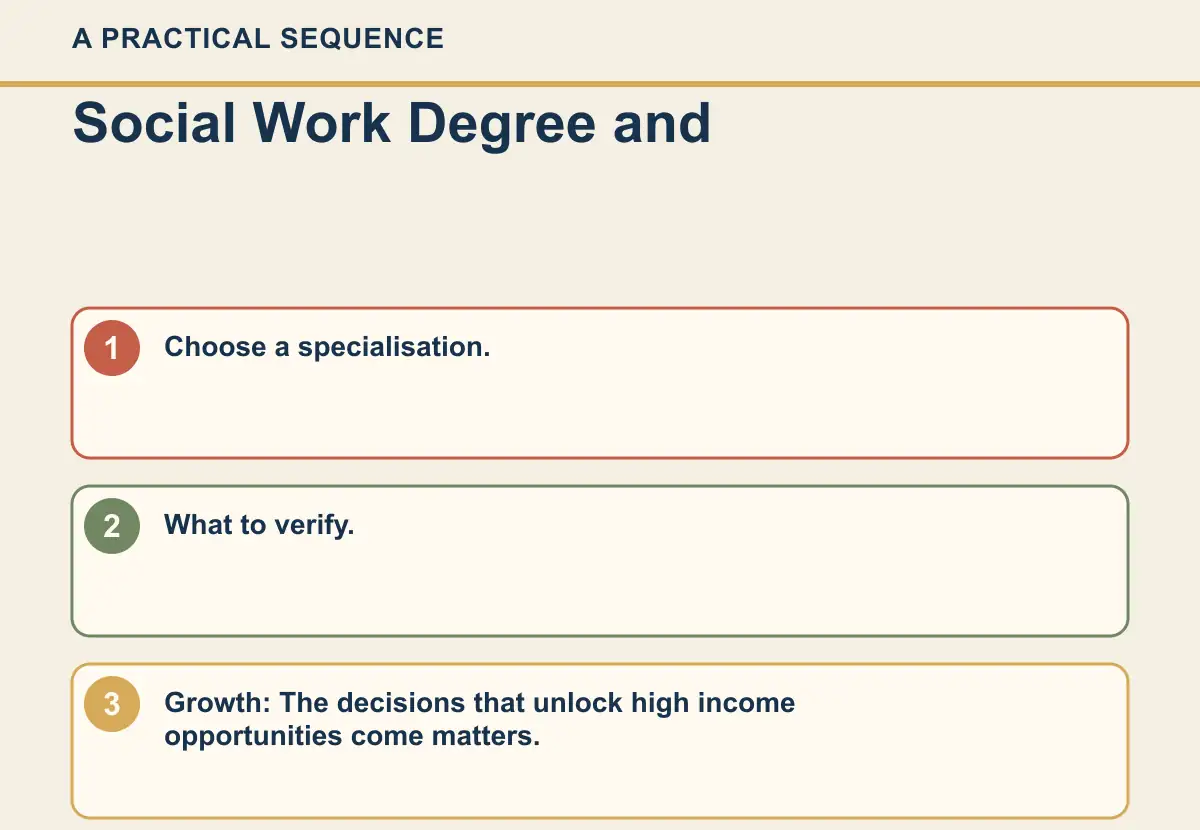 A PRACTICAL SEQUENCE
Social Work Degree and
1
Choose a specialisation.
2
What to verify.
3
Growth: The decisions that unlock high income
opportunities come matters.